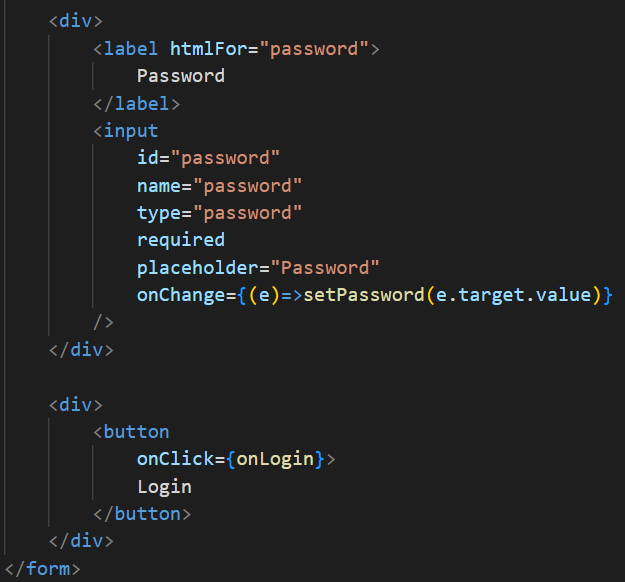 <div>
<label htmlFor="password">
Password
</label>
<input
id="password"
name="password"
type="password"
required
placeholder="Password"
onChange={(e)=>setPassword(e.target.value)}
/>
</div>
<div>
<button
onClick={onLogin}>
Login
</button>
</div>
</form>